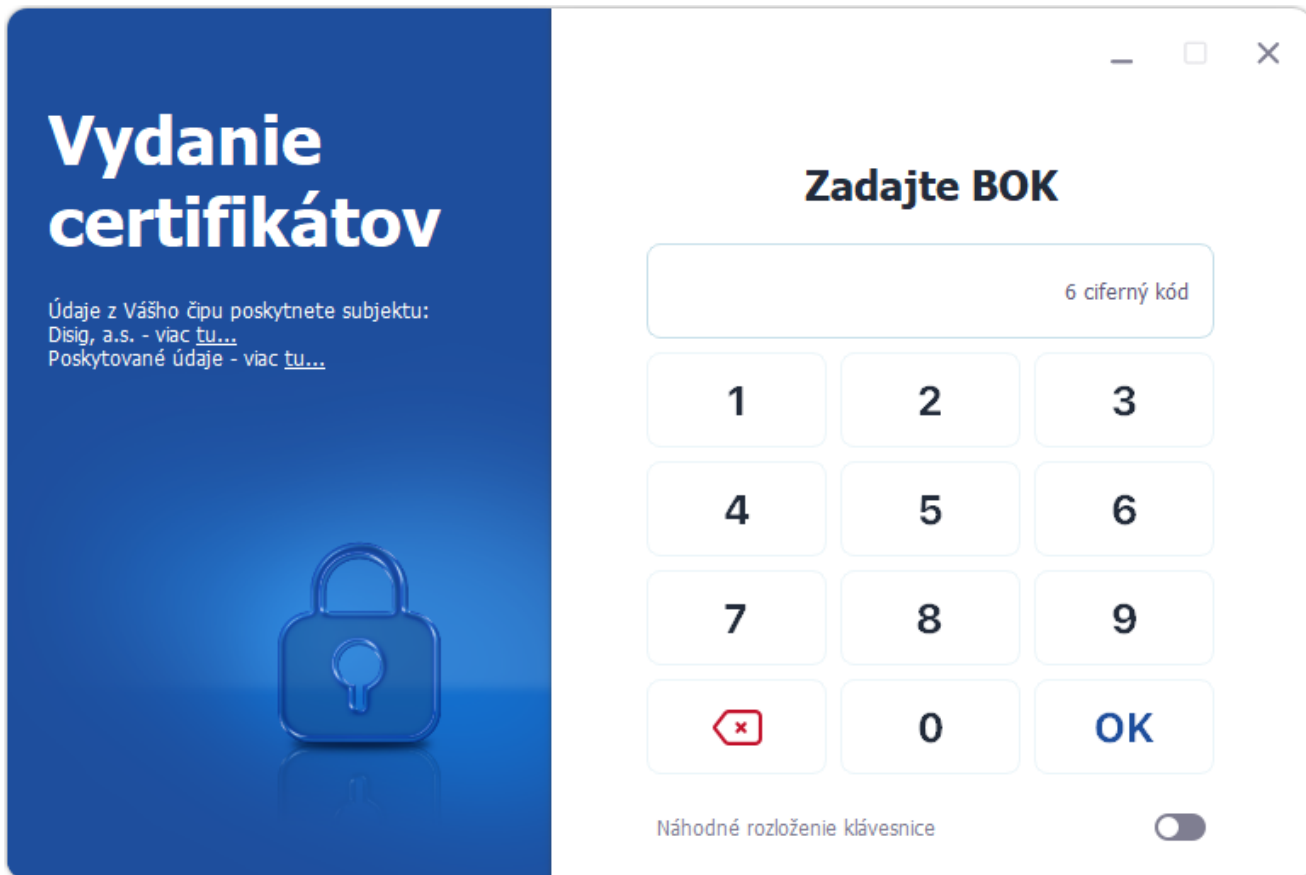 Vydanie
certifikátov
Údaje z Vášho čipu poskytnete subjektu:
Disig, a.s. - viac tu...
Poskytované údaje - viac tu...
Zadajte BOK
6 ciferný kód
1 2 3
4 5 6
7 8 9
0 OK
Náhodné rozloženie klávesnice